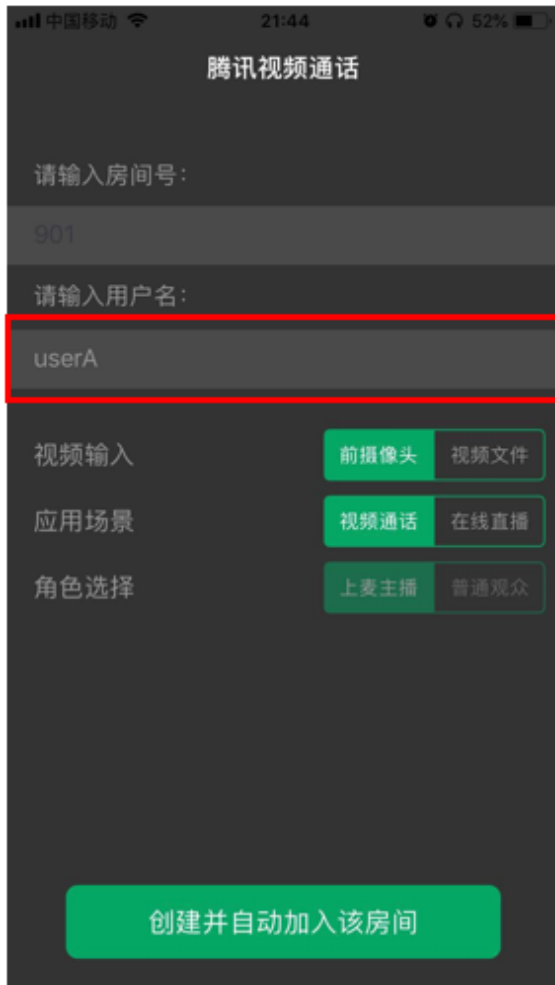 中国移动 21:44 52%
腾讯视频通话
请输入房间号：
901
请输入用户名：
userA
视频输入 前摄像头 视频文件
应用场景 视频通话 在线直播
角色选择 上麦主播 普通观众
创建并自动加入该房间